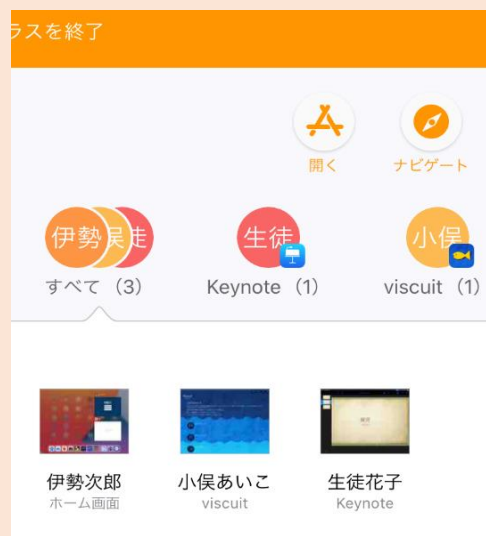 ラスを終了
開く
ナビゲート
伊勢 俣 徒
生徒
小俣
すべて（3）
Keynote（1）
viscuit（1）
伊勢次郎
小俣あいこ
生徒花子
ホーム画面
viscuit
Keynote